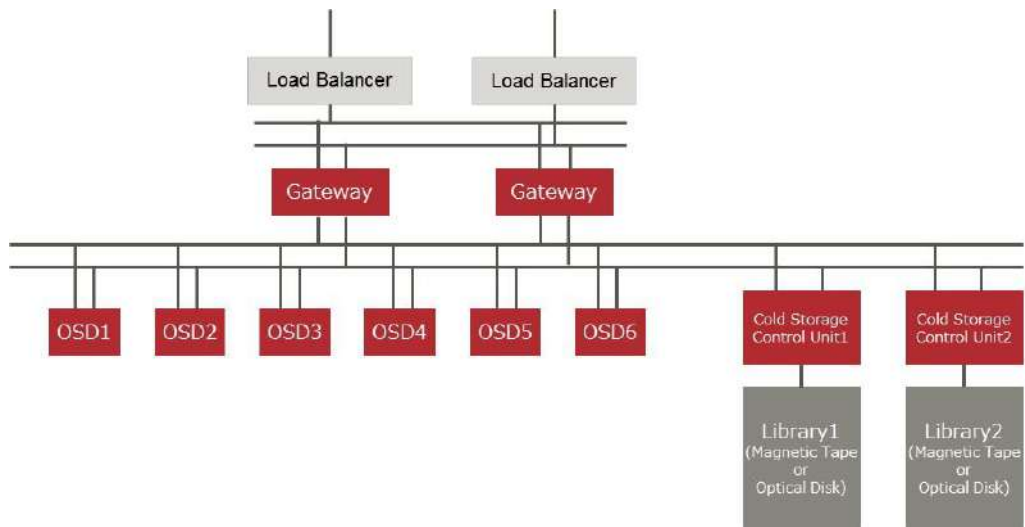 Load Balancer
Load Balancer
Gateway
Gateway
OSD1
OSD2
OSD3
OSD4
OSD5
OSD6
Cold Storage
Control Unit1
Cold Storage
Control Unit2
Library1
(Magnetic Tape
or
Optical Disk)
Library2
(Magnetic Tape
or
Optical Disk)